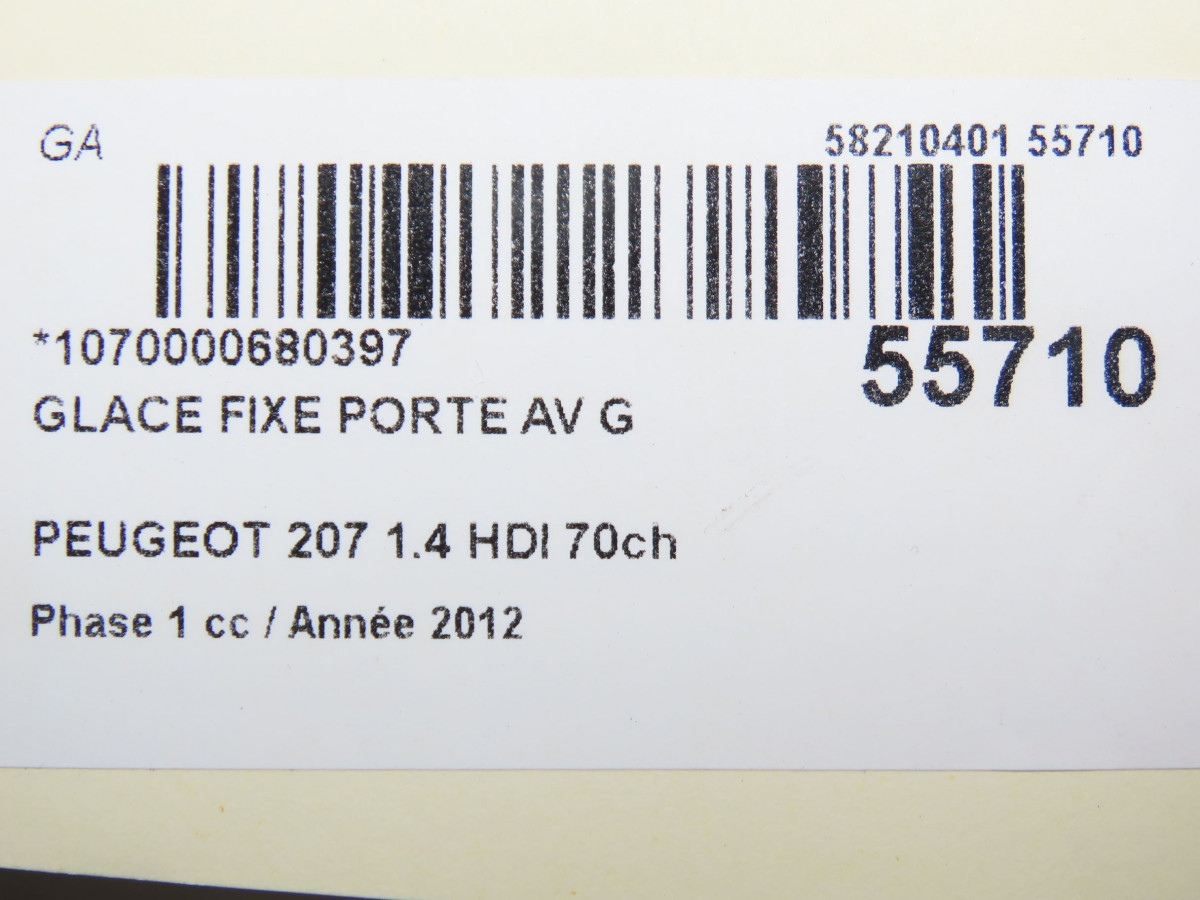 GA
58210401 55710
*1070000680397
55710
GLACE FIXE PORTE AV G
PEUGEOT 207 1.4 HDI 70ch
Phase 1 cc / Année 2012